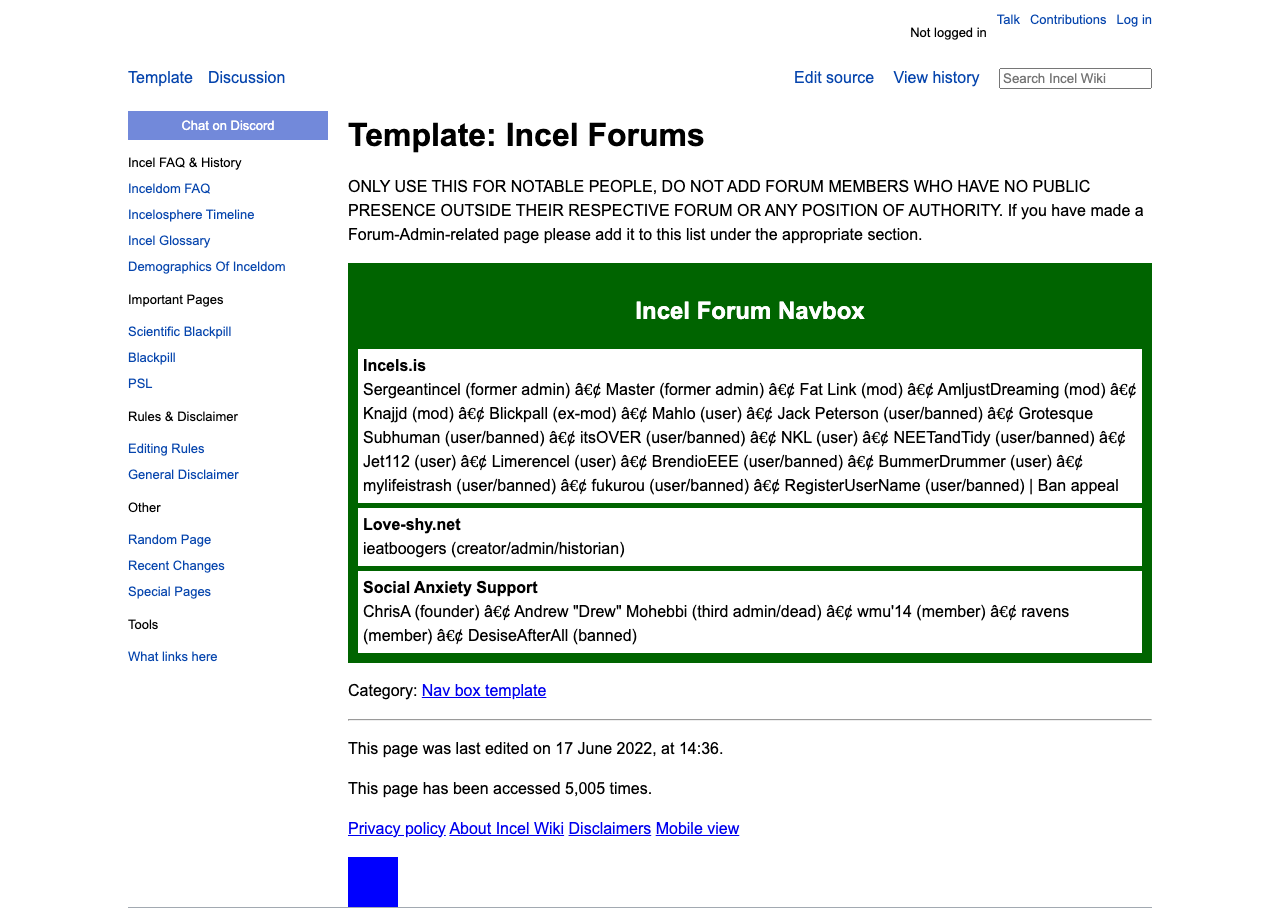 Not logged in Talk Contributions Log in
Template Discussion Edit source View history Search Incel Wiki
Chat on Discord
Incel FAQ & History
Inceldom FAQ
Incelosphere Timeline
Incel Glossary
Demographics Of Inceldom
Important Pages
Scientific Blackpill
Blackpill
PSL
Rules & Disclaimer
Editing Rules
General Disclaimer
Other
Random Page
Recent Changes
Special Pages
Tools
What links here
Template: Incel Forums
ONLY USE THIS FOR NOTABLE PEOPLE, DO NOT ADD FORUM MEMBERS WHO HAVE NO PUBLIC
PRESENCE OUTSIDE THEIR RESPECTIVE FORUM OR ANY POSITION OF AUTHORITY. If you have made a
Forum-Admin-related page please add it to this list under the appropriate section.
Incel Forum Navbox
Incels.is
Sergeantincel (former admin) â€¢ Master (former admin) â€¢ Fat Link (mod) â€¢ AmljustDreaming (mod) â€¢
Knajjd (mod) â€¢ Blickpall (ex-mod) â€¢ Mahlo (user) â€¢ Jack Peterson (user/banned) â€¢ Grotesque
Subhuman (user/banned) â€¢ itsOVER (user/banned) â€¢ NKL (user) â€¢ NEETandTidy (user/banned) â€¢
Jet112 (user) â€¢ Limerencel (user) â€¢ BrendioEEE (user/banned) â€¢ BummerDrummer (user) â€¢
mylifeistrash (user/banned) â€¢ fukurou (user/banned) â€¢ RegisterUserName (user/banned) | Ban appeal
Love-shy.net
ieatboogers (creator/admin/historian)
Social Anxiety Support
ChrisA (founder) â€¢ Andrew "Drew" Mohebbi (third admin/dead) â€¢ wmu'14 (member) â€¢ ravens
(member) â€¢ DesiseAfterAll (banned)
Category: Nav box template
This page was last edited on 17 June 2022, at 14:36.
This page has been accessed 5,005 times.
Privacy policy About Incel Wiki Disclaimers Mobile view